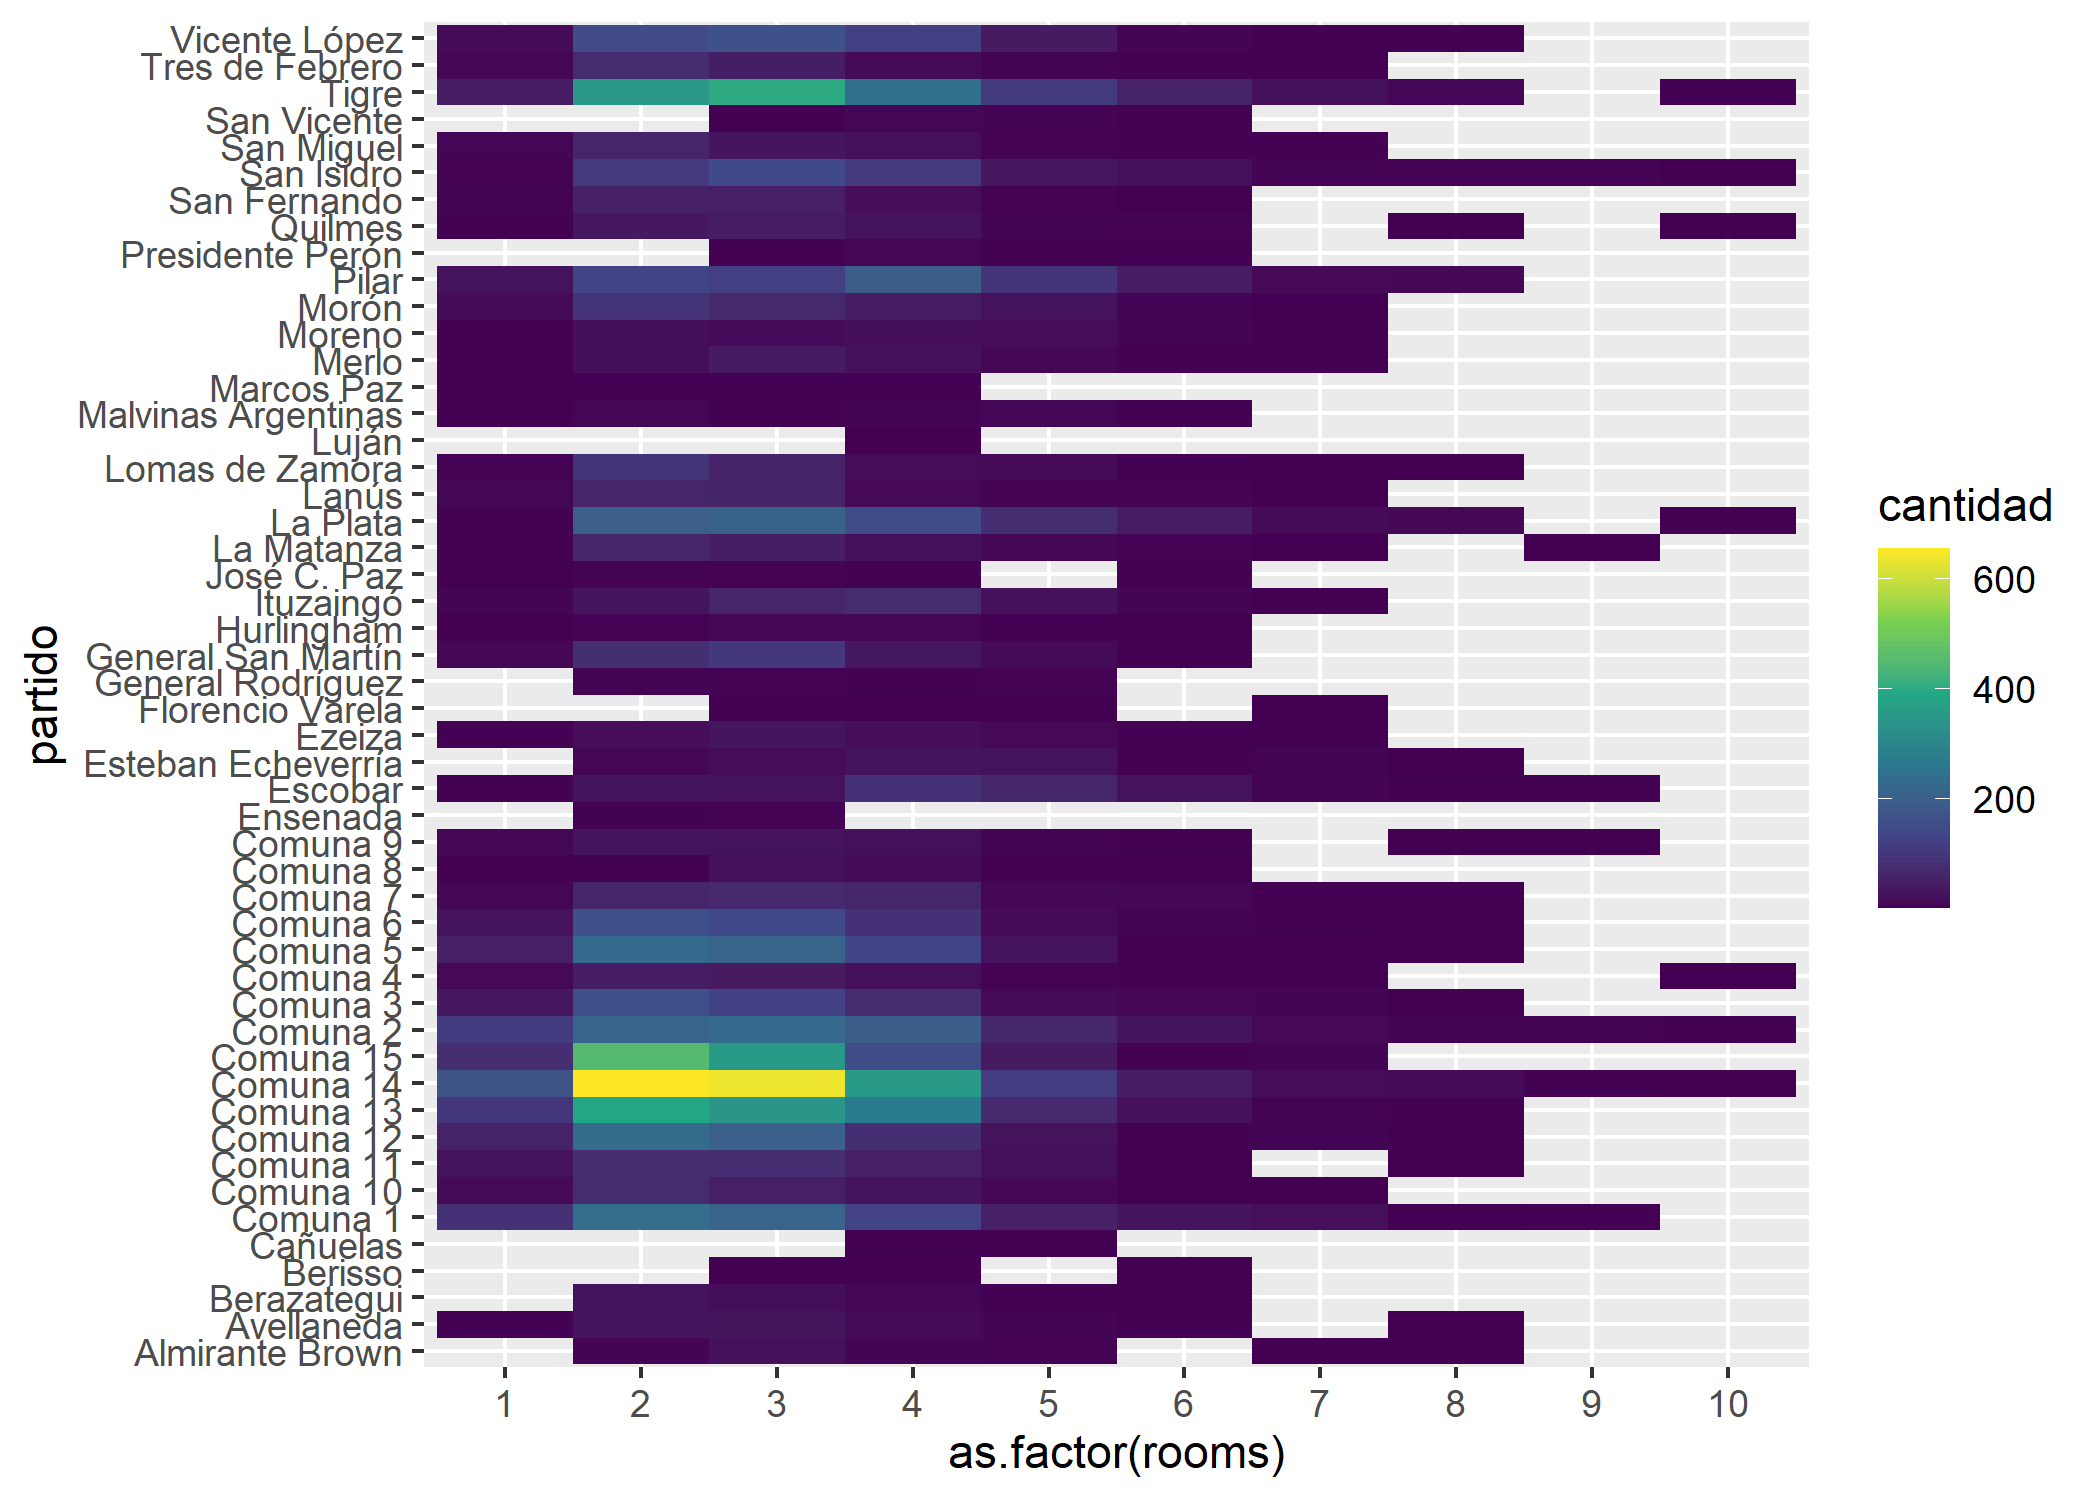 Vicente López
Tres de Febrero
Tigre
San Vicente
San Miguel
San Isidro
San Fernando
Quilmes
Presidente Perón
Pilar
Morón
Moreno
Merlo
Marcos Paz
Malvinas Argentinas
Luján
Lomas de Zamora
Lanús
La Plata
La Matanza
José C. Paz
Ituzaingó
Hurlingham
General San Martín
General Rodríguez
Florencio Varela
Ezeiza
Esteban Echeverría
Escobar
Ensenada
Comuna 9
Comuna 8
Comuna 7
Comuna 6
Comuna 5
Comuna 4
Comuna 3
Comuna 2
Comuna 15
Comuna 14
Comuna 13
Comuna 12
Comuna 11
Comuna 10
Comuna 1
Cañuelas
Berisso
Berazategui
Avellaneda
Almirante Brown
partido
1 2 3 4 5 6 7 8 9 10
as.factor(rooms)
cantidad
600
400
200